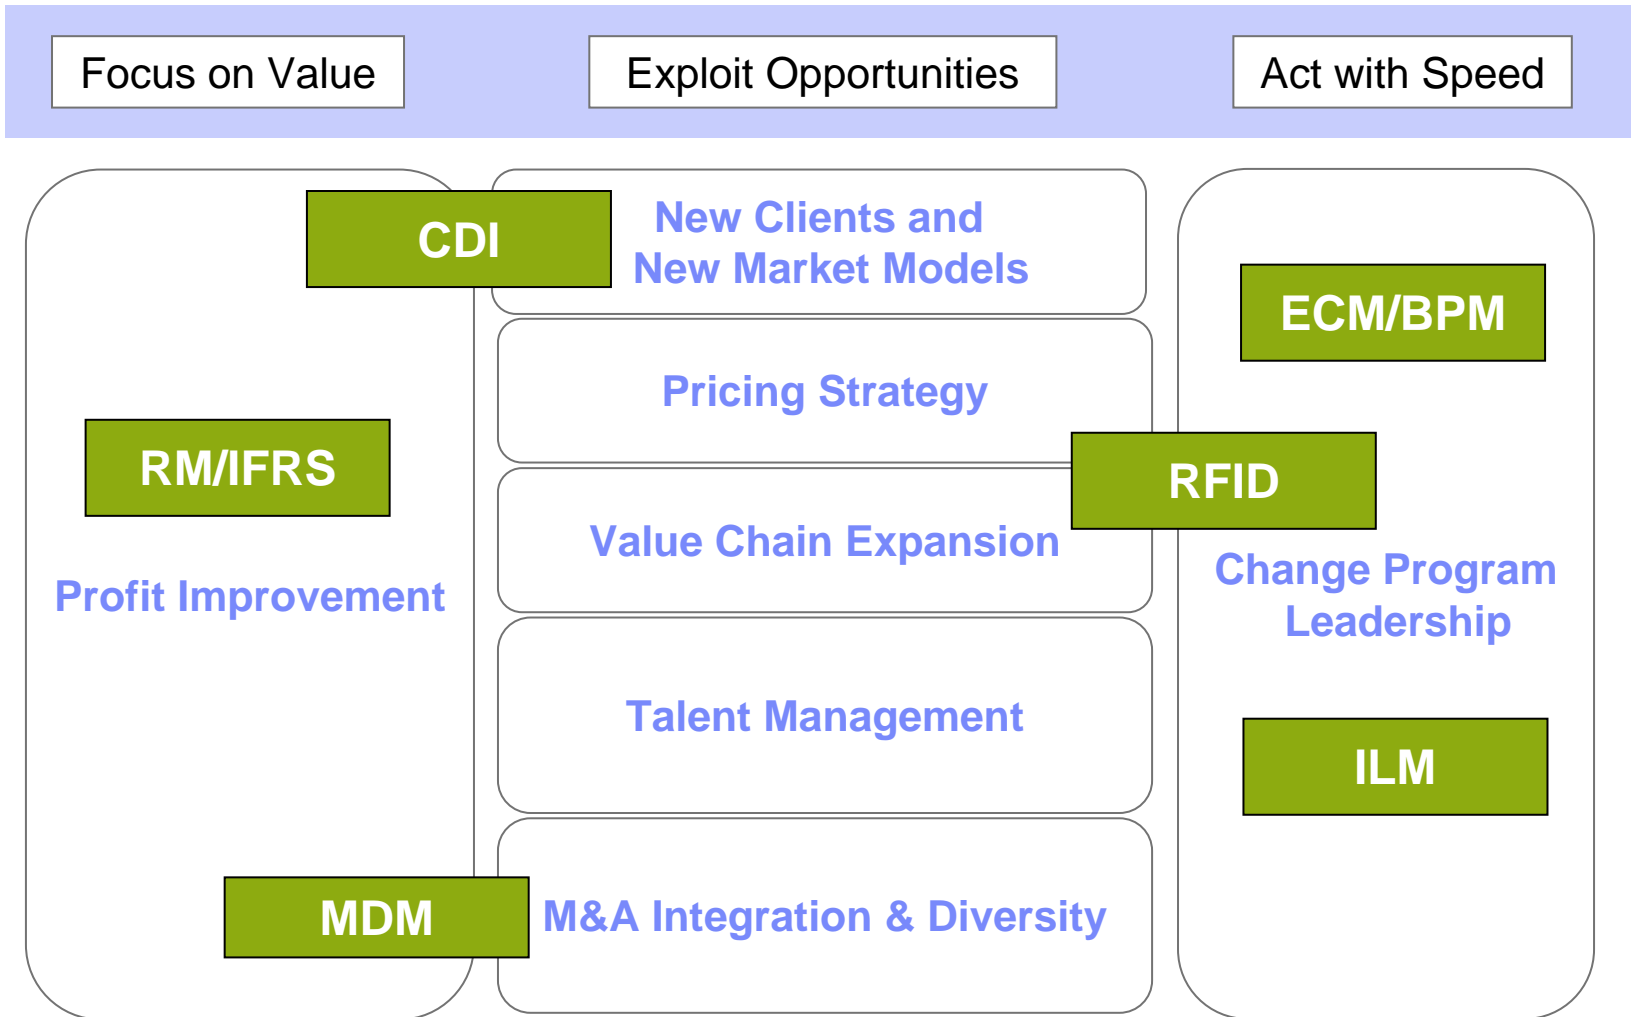 Focus on Value
Exploit Opportunities
Act with Speed
CDI
New Clients and
New Market Models
ECM/BPM
Pricing Strategy
RM/IFRS
RFID
Value Chain Expansion
Profit Improvement
Change Program
Leadership
Talent Management
ILM
MDM
M&A Integration & Diversity